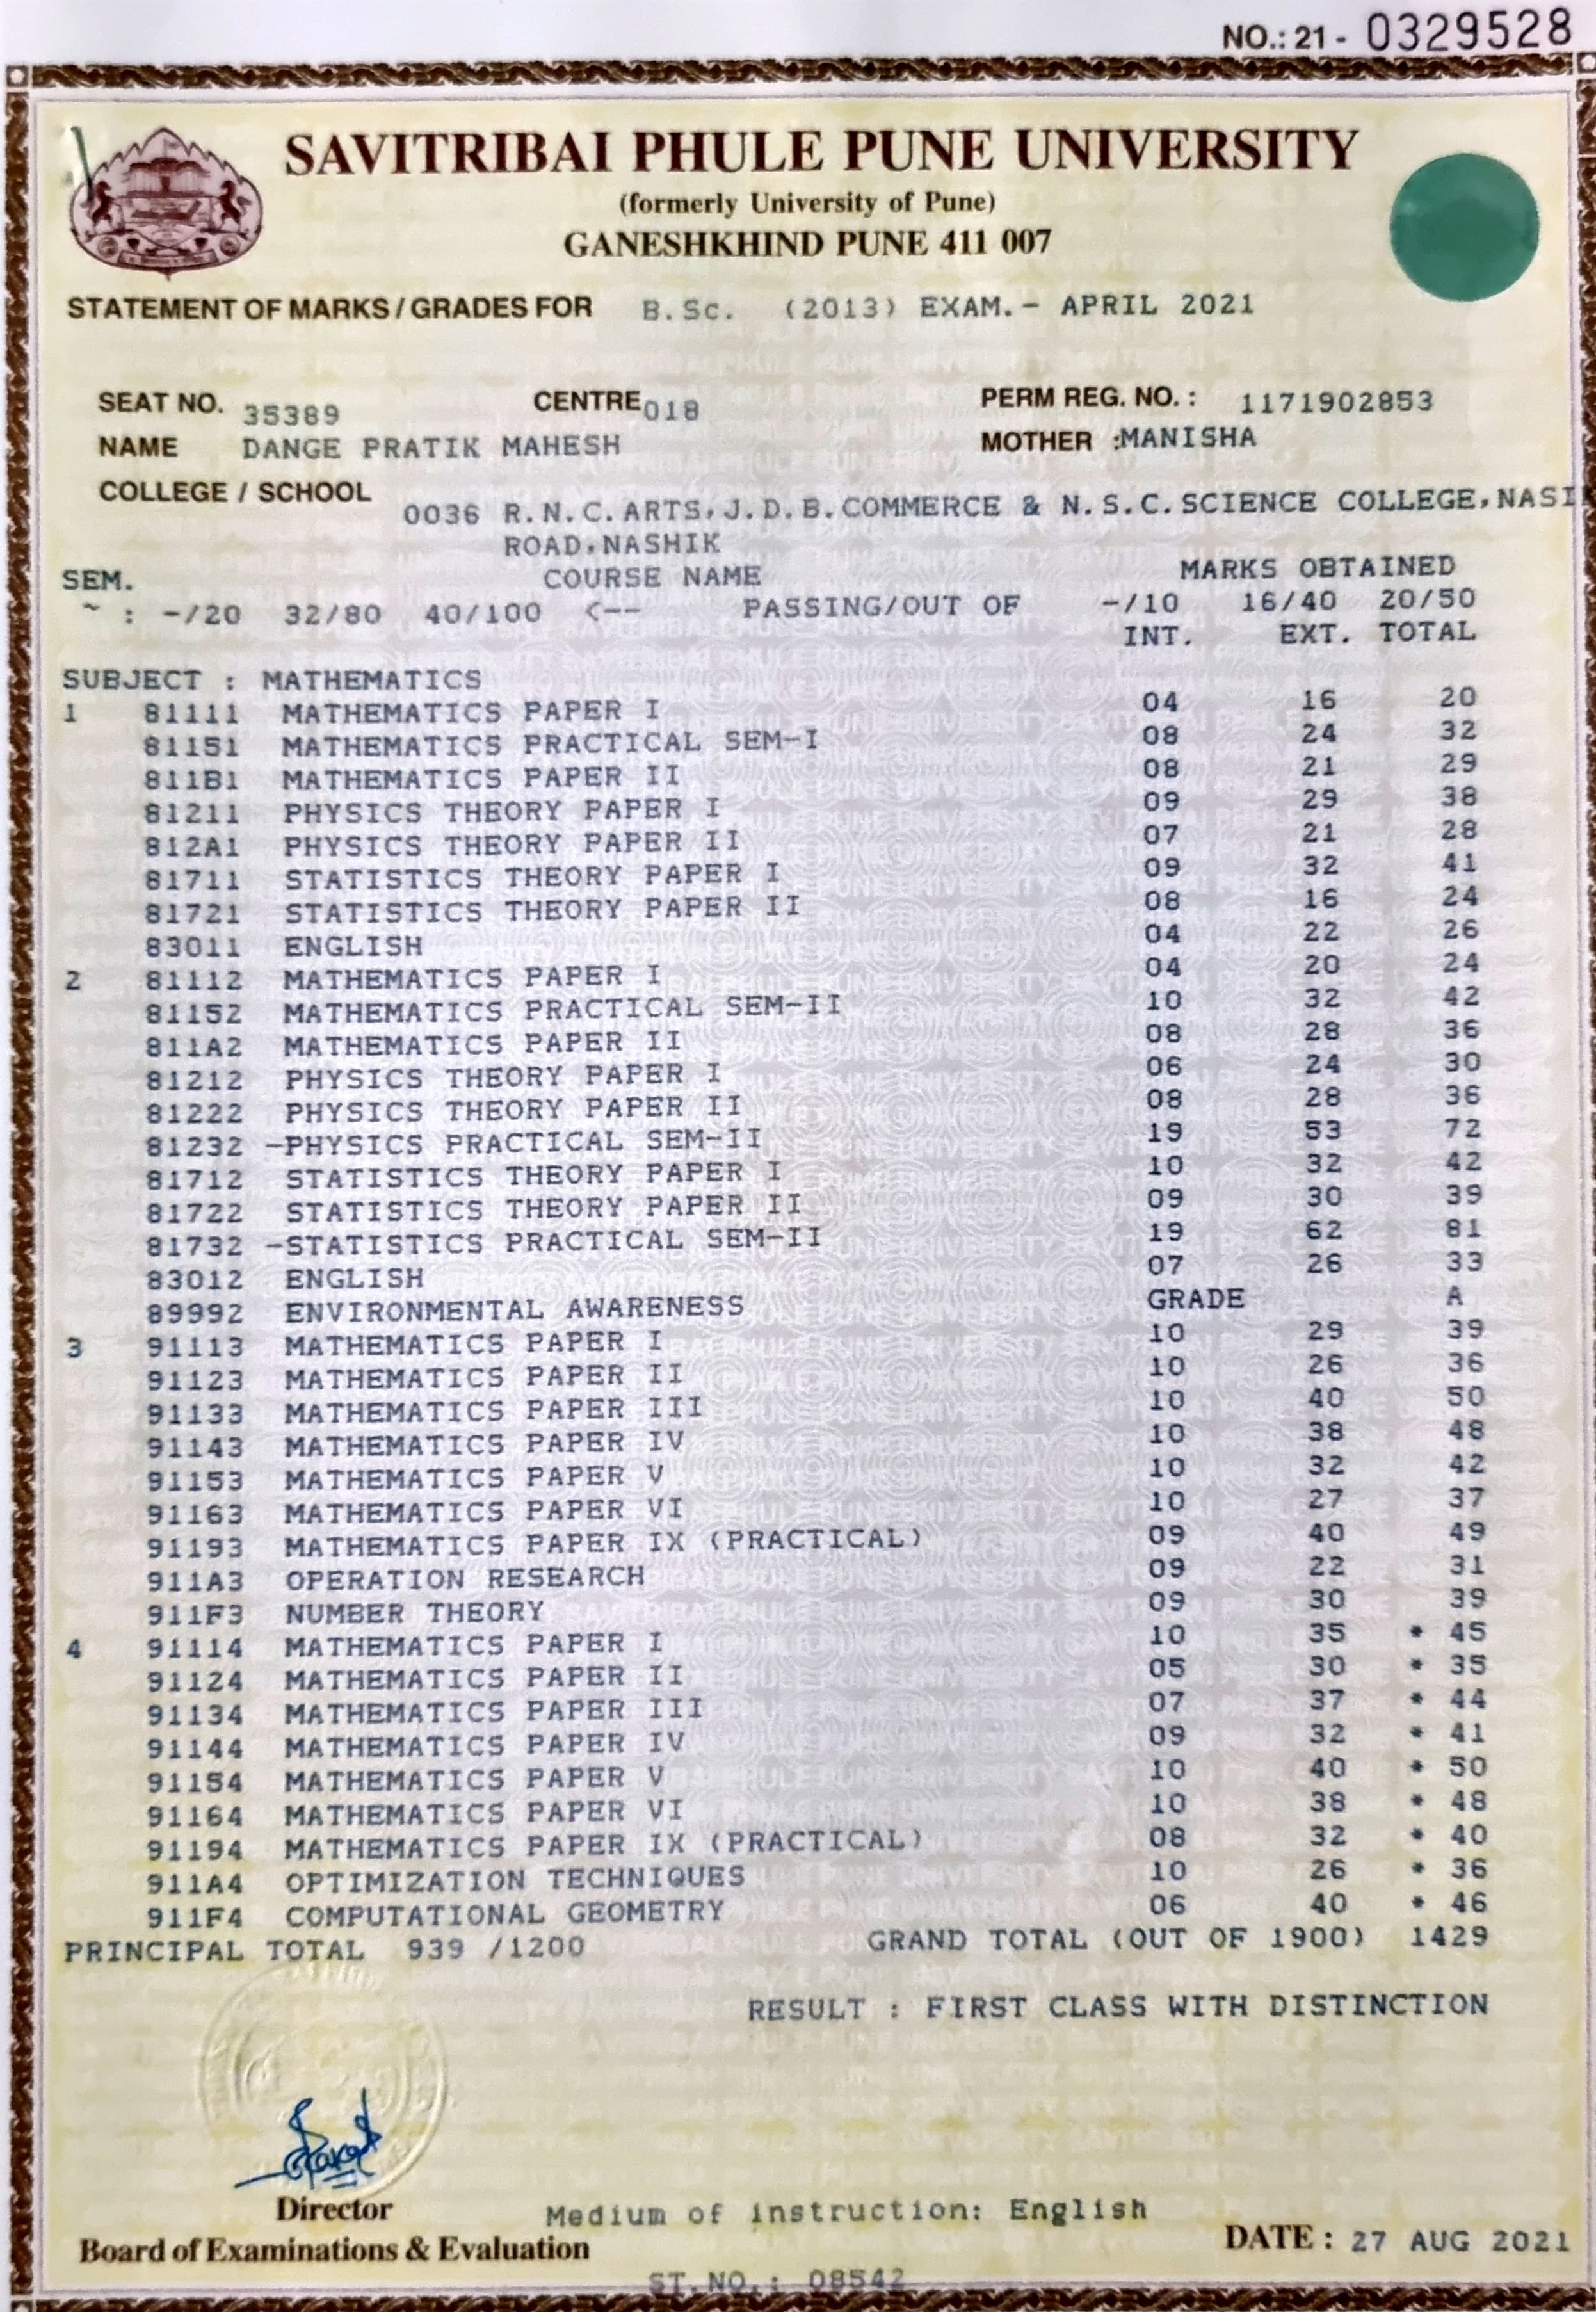 NO.: 21 - 0329528
SAVITRIBAI PHULE PUNE UNIVERSITY
(formerly University of Pune)
GANESHKHIND PUNE 411 007
STATEMENT OF MARKS / GRADES FOR B.Sc. (2013) EXAM.- APRIL 2021
SEAT NO. 35389 CENTRE 018 PERM REG. NO. : 1171902853
NAME DANGE PRATIK MAHESH MOTHER :MANISHA
COLLEGE / SCHOOL 0036 R.N.C.ARTS,J.D.B.COMMERCE & N.S.C.SCIENCE COLLEGE,NASI
ROAD,NASHIK
SEM. COURSE NAME MARKS OBTAINED
~ : -/20 32/80 40/100 <-- PASSING/OUT OF -/10 16/40 20/50
INT. EXT. TOTAL
SUBJECT : MATHEMATICS
1 81111 MATHEMATICS PAPER I 04 16 20
81151 MATHEMATICS PRACTICAL SEM-I 08 24 32
811B1 MATHEMATICS PAPER II 08 21 29
81211 PHYSICS THEORY PAPER I 09 29 38
812A1 PHYSICS THEORY PAPER II 07 21 28
81711 STATISTICS THEORY PAPER I 09 32 41
81721 STATISTICS THEORY PAPER II 08 16 24
83011 ENGLISH 04 22 26
2 81112 MATHEMATICS PAPER I 04 20 24
81152 MATHEMATICS PRACTICAL SEM-II 10 32 42
811A2 MATHEMATICS PAPER II 08 28 36
81212 PHYSICS THEORY PAPER I 06 24 30
81222 PHYSICS THEORY PAPER II 08 28 36
81232 -PHYSICS PRACTICAL SEM-II 19 53 72
81712 STATISTICS THEORY PAPER I 10 32 42
81722 STATISTICS THEORY PAPER II 09 30 39
81732 -STATISTICS PRACTICAL SEM-II 19 62 81
83012 ENGLISH 07 26 33
89992 ENVIRONMENTAL AWARENESS GRADE A
3 91113 MATHEMATICS PAPER I 10 29 39
91123 MATHEMATICS PAPER II 10 26 36
91133 MATHEMATICS PAPER III 10 40 50
91143 MATHEMATICS PAPER IV 10 38 48
91153 MATHEMATICS PAPER V 10 32 42
91163 MATHEMATICS PAPER VI 10 27 37
91193 MATHEMATICS PAPER IX (PRACTICAL) 09 40 49
911A3 OPERATION RESEARCH 09 22 31
911F3 NUMBER THEORY 09 30 39
4 91114 MATHEMATICS PAPER I 10 35 * 45
91124 MATHEMATICS PAPER II 05 30 * 35
91134 MATHEMATICS PAPER III 07 37 * 44
91144 MATHEMATICS PAPER IV 09 32 * 41
91154 MATHEMATICS PAPER V 10 40 * 50
91164 MATHEMATICS PAPER VI 10 38 * 48
91194 MATHEMATICS PAPER IX (PRACTICAL) 08 32 * 40
911A4 OPTIMIZATION TECHNIQUES 10 26 * 36
911F4 COMPUTATIONAL GEOMETRY 06 40 * 46
PRINCIPAL TOTAL 939 /1200 GRAND TOTAL (OUT OF 1900) 1429
RESULT : FIRST CLASS WITH DISTINCTION
Director
Board of Examinations & Evaluation
Medium of instruction: English
DATE : 27 AUG 2021
ST.NO.: 08542